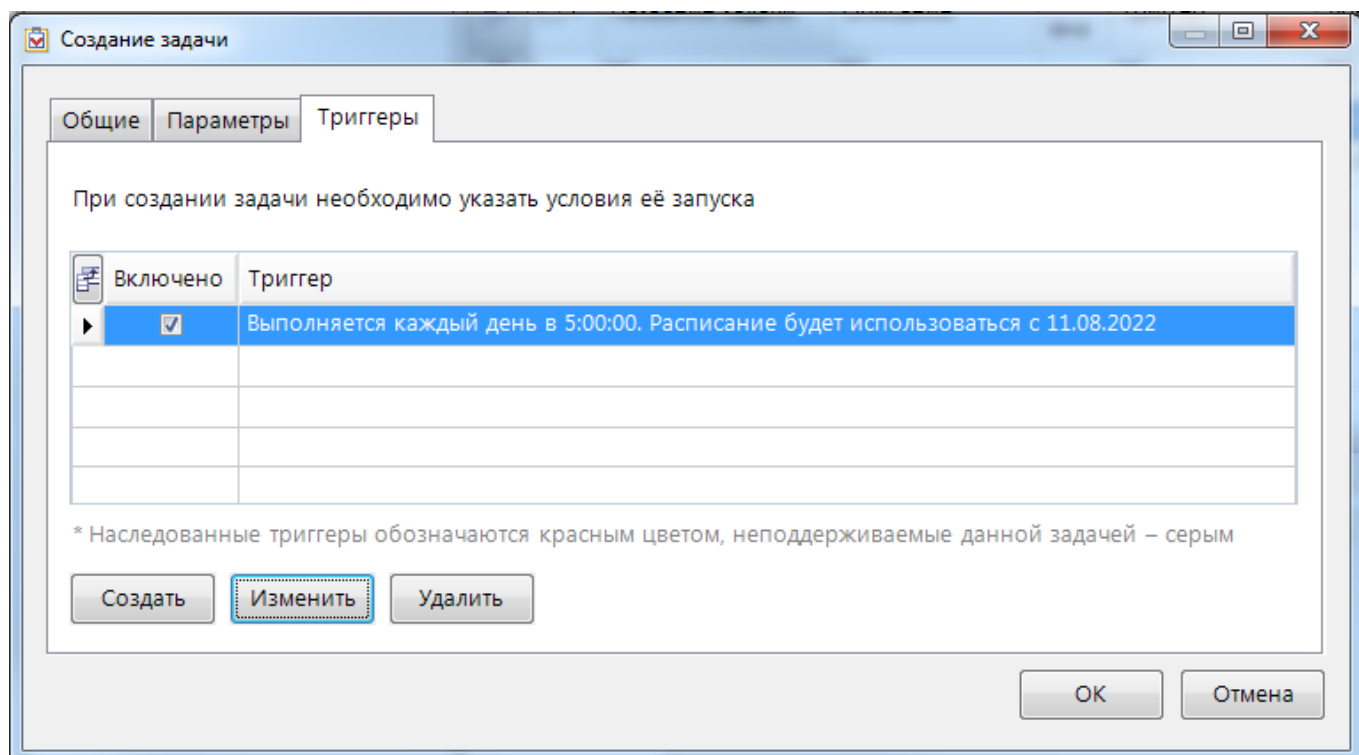 Создание задачи
Общие
Параметры
Триггеры
При создании задачи необходимо указать условия её запуска
Включено
Триггер
Выполняется каждый день в 5:00:00. Расписание будет использоваться с 11.08.2022
* Наследованные триггеры обозначаются красным цветом, неподдерживаемые данной задачей – серым
Создать
Изменить
Удалить
ОК
Отмена